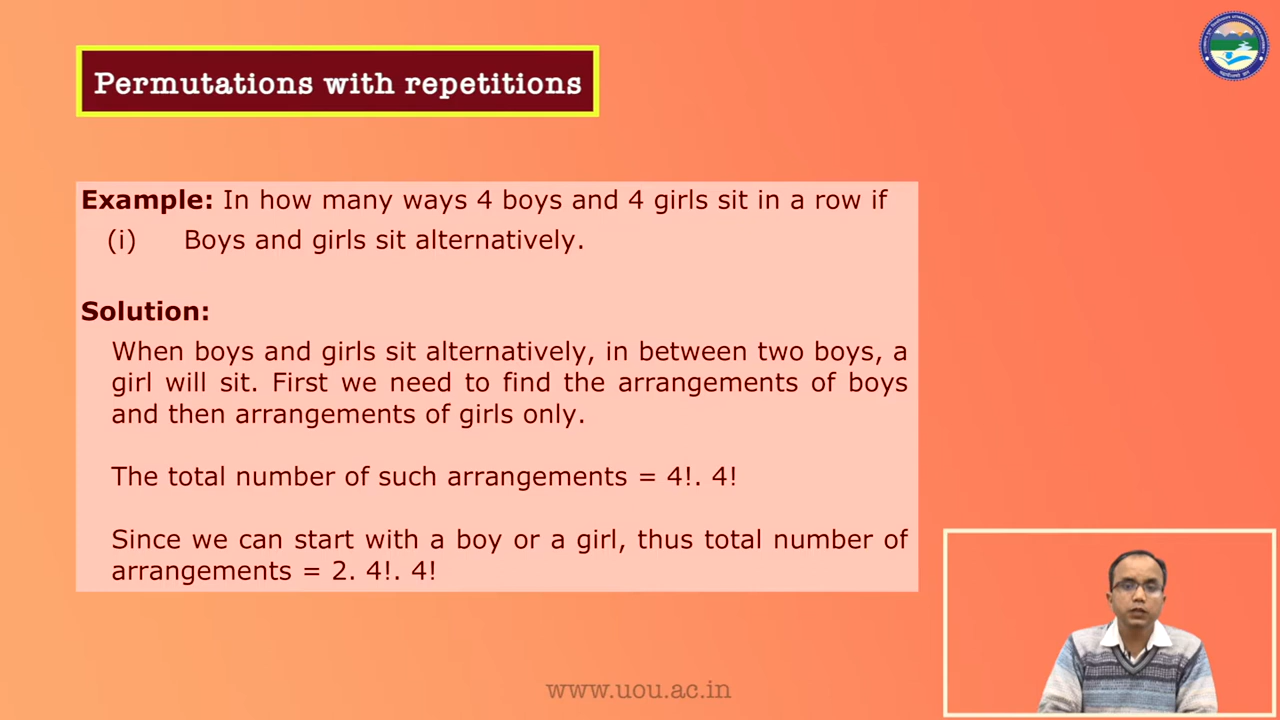 Permutations with repetitions
Example: In how many ways 4 boys and 4 girls sit in a row if
(i) Boys and girls sit alternatively.
Solution:
When boys and girls sit alternatively, in between two boys, a
girl will sit. First we need to find the arrangements of boys
and then arrangements of girls only.
The total number of such arrangements = 4!. 4!
Since we can start with a boy or a girl, thus total number of
arrangements = 2. 4!. 4!
www.uou.ac.in